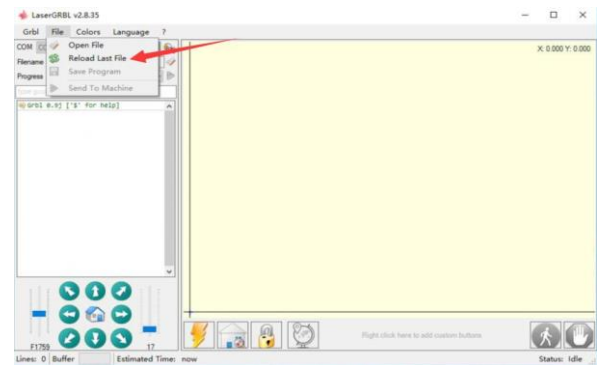 LaserGRBL v2.8.35
Grbl File Colors Language ?
COM
Open File
Filename
Reload Last File
Progress
Save Program
Send To Machine
X: 0.000 Y: 0.000
Grbl 0.9j ['$' for help]
F1759
17
Right click here to add custom buttons
Lines: 0 Buffer Estimated Time: now
Status: Idle